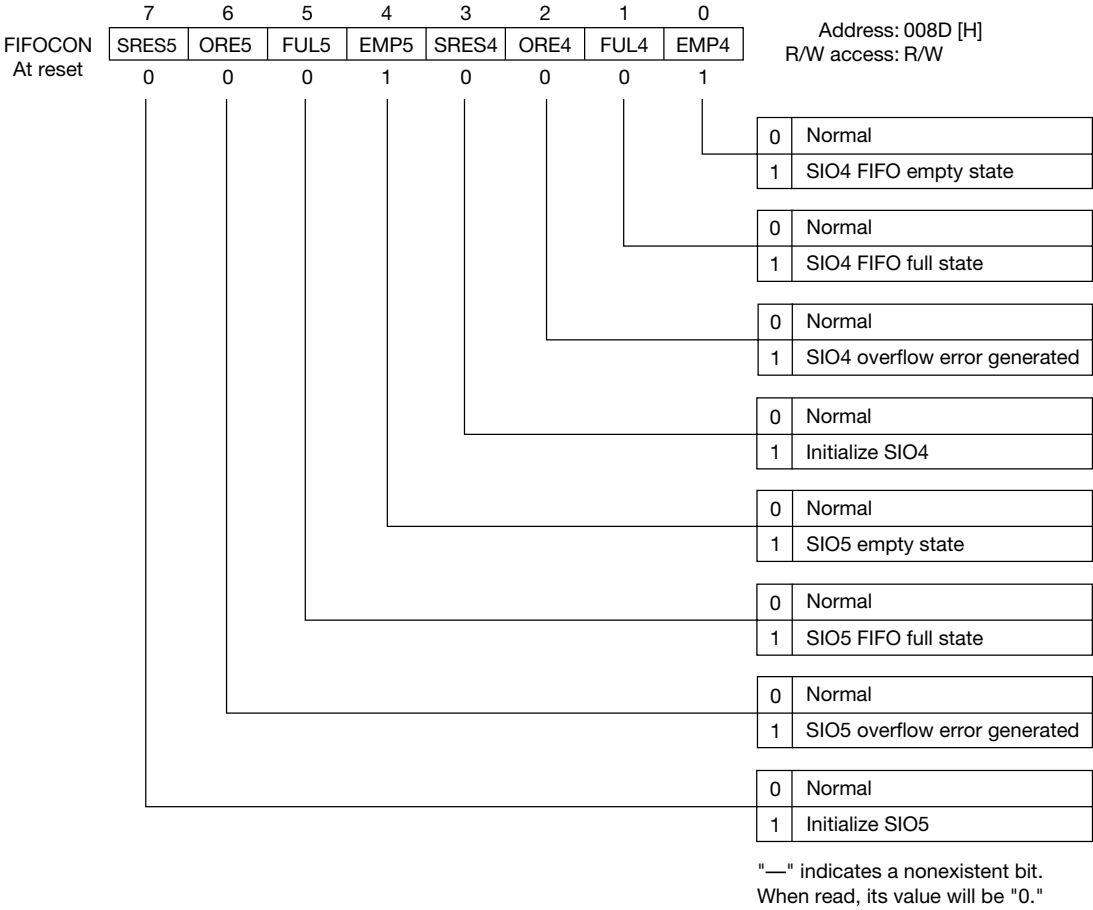 7 6 5 4 3 2 1 0
FIFOCON SRES5 ORE5 FUL5 EMP5 SRES4 ORE4 FUL4 EMP4
At reset 0 0 0 1 0 0 0 1
Address: 008D [H]
R/W access: R/W
0 Normal
1 SIO4 FIFO empty state
0 Normal
1 SIO4 FIFO full state
0 Normal
1 SIO4 overflow error generated
0 Normal
1 Initialize SIO4
0 Normal
1 SIO5 empty state
0 Normal
1 SIO5 FIFO full state
0 Normal
1 SIO5 overflow error generated
0 Normal
1 Initialize SIO5
"—" indicates a nonexistent bit.
When read, its value will be "0."